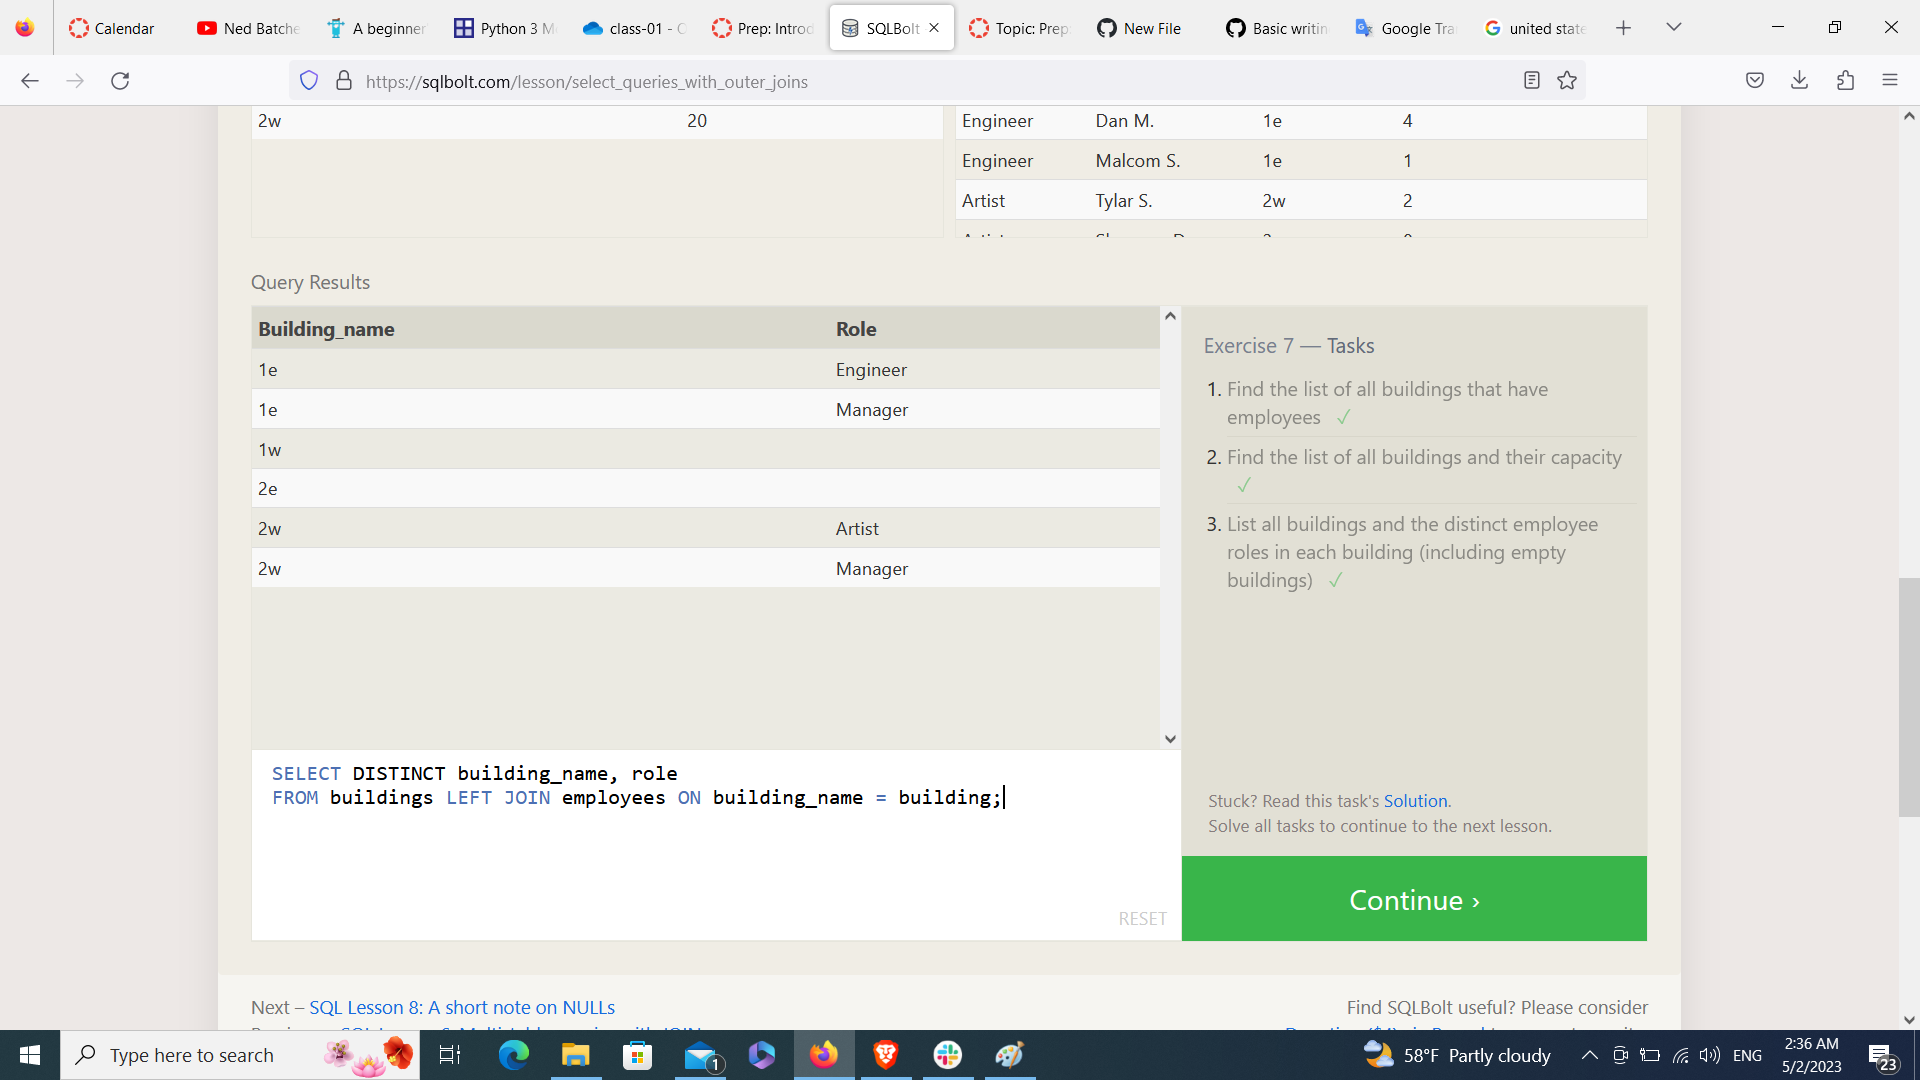 Calendar
Ned Batche
A beginner
Python 3 M
class-01 - C
Prep: Introd
SQLBolt
Topic: Prep
New File
Basic writin
Google Tra
united state
https://sqlbolt.com/lesson/select_queries_with_outer_joins
2w 20
Engineer Dan M. 1e 4
Engineer Malcom S. 1e 1
Artist Tylar S. 2w 2
Query Results
Building_name Role
1e Engineer
1e Manager
1w
2e
2w Artist
2w Manager
Exercise 7 — Tasks
1. Find the list of all buildings that have
employees ✓
2. Find the list of all buildings and their capacity
✓
3. List all buildings and the distinct employee
roles in each building (including empty
buildings) ✓
SELECT DISTINCT building_name, role
FROM buildings LEFT JOIN employees ON building_name = building;
RESET
Stuck? Read this task's Solution.
Solve all tasks to continue to the next lesson.
Continue ›
Next – SQL Lesson 8: A short note on NULLs
Find SQLBolt useful? Please consider
Type here to search
1
58°F Partly cloudy
ENG
2:36 AM
5/2/2023
23